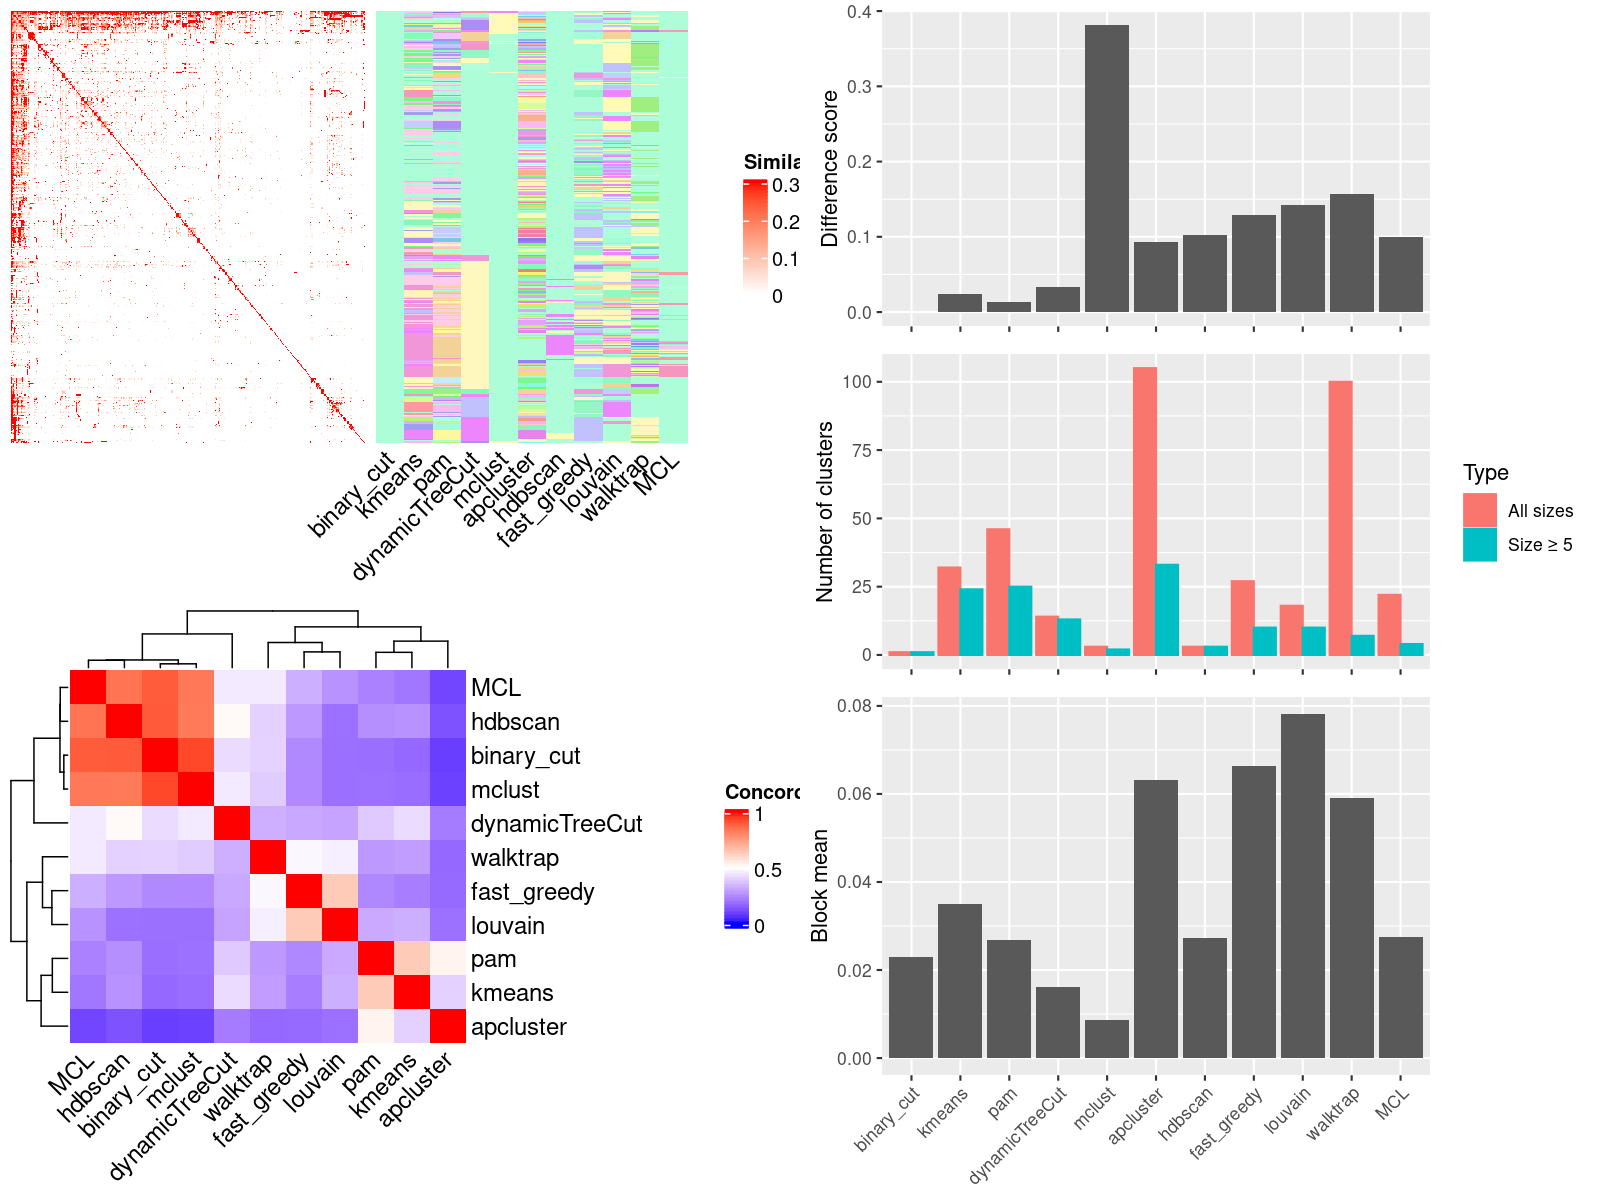 Simila
0.3
0.2
0.1
0
binary_cut
kmeans
pam
dynamicTreeCut
mclust
apcluster
hdbscan
fast_greedy
louvain
walktrap
MCL
MCL
hdbscan
binary_cut
mclust
dynamicTreeCut
walktrap
fast_greedy
louvain
pam
kmeans
apcluster
Concord
1
0.5
0
MCL
hdbscan
binary_cut
mclust
dynamicTreeCut
walktrap
fast_greedy
louvain
pam
kmeans
apcluster
Difference score
0.4
0.3
0.2
0.1
0.0
Number of clusters
100
75
50
25
0
Type
All sizes
Size ≥ 5
Block mean
0.08
0.06
0.04
0.02
0.00
binary_cut
kmeans
pam
dynamicTreeCut
mclust
apcluster
hdbscan
fast_greedy
louvain
walktrap
MCL